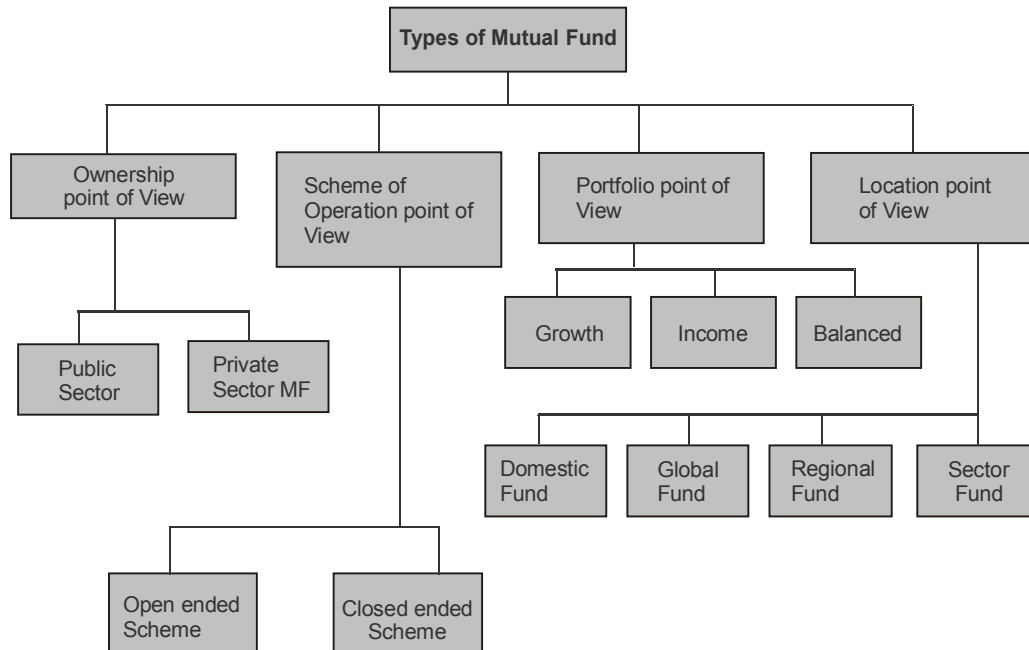 Types of Mutual Fund
Ownership
point of View
Scheme of
Operation point of
View
Portfolio point of
View
Location point
of View
Growth
Income
Balanced
Public
Sector
Private
Sector MF
Domestic
Fund
Global
Fund
Regional
Fund
Sector
Fund
Open ended
Scheme
Closed ended
Scheme